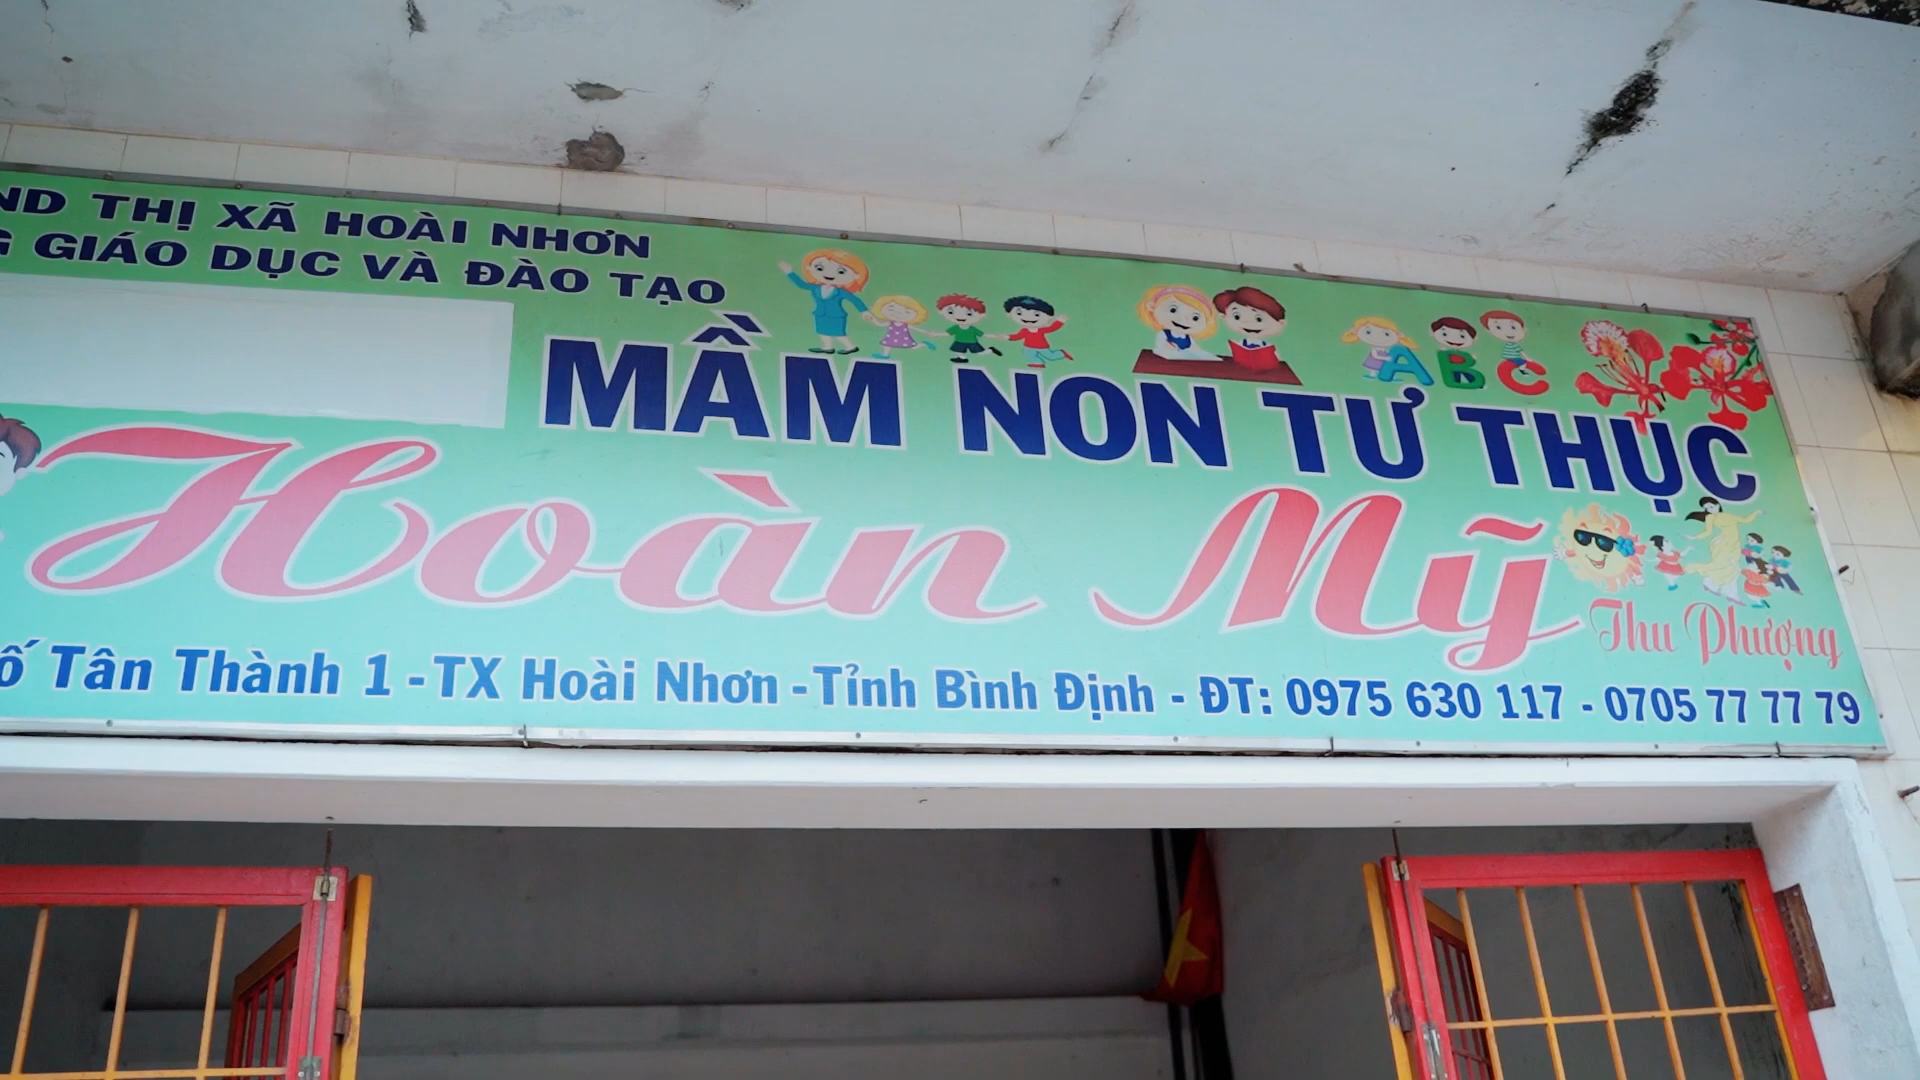 THỊ XÃ HOÀI NHƠN
GIÁO DỤC VÀ ĐÀO TẠO
MẦM NON TƯ THỤC
ABC
Hoàn Mỹ
Thu Phượng
Tân Thành 1 - TX Hoài Nhơn - Tỉnh Bình Định - ĐT: 0975 630 117 - 0705 77 77 79